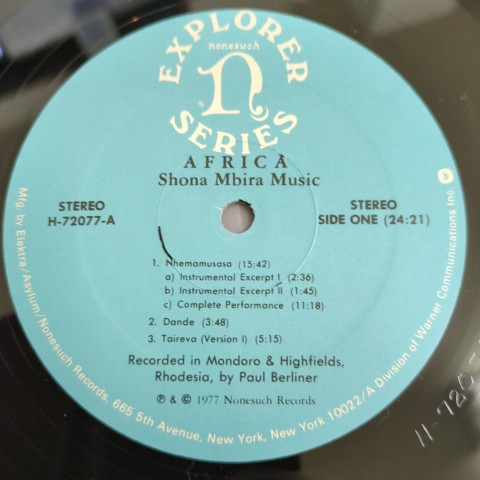 EXPLORER
nonesuch
n
SERIES
AFRICA
Shona Mbira Music
STEREO
H-72077-A
STEREO
SIDE ONE (24:21)
1. Nhemamusasa (15:42)
a) Instrumental Excerpt I (2:36)
b) Instrumental Excerpt II (1:45)
c) Complete Performance (11:18)
2. Dande (3:48)
3. Taireva (Version I) (5:15)
Recorded in Mondoro & Highfields,
Rhodesia, by Paul Berliner
℗ & © 1977 Nonesuch Records
Mfg. by Elektra/Asylum/Nonesuch Records, 665 5th Avenue, New York, New York 10022/A Division of Warner Communications Inc.